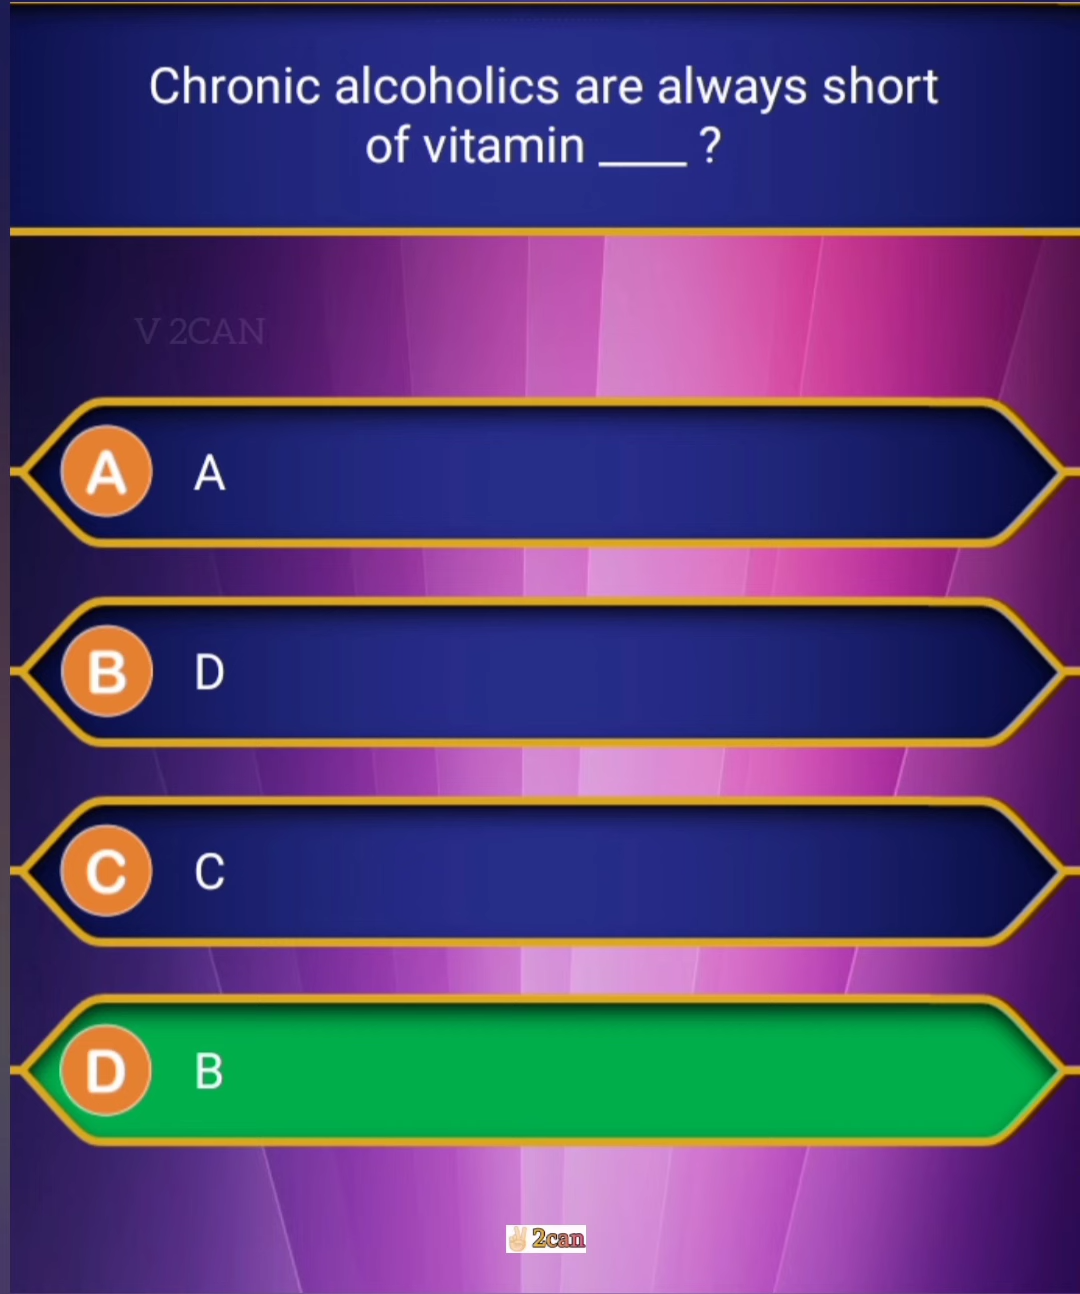 Chronic alcoholics are always short
of vitamin ____ ?
V 2CAN
A A
B D
C C
D B
2can